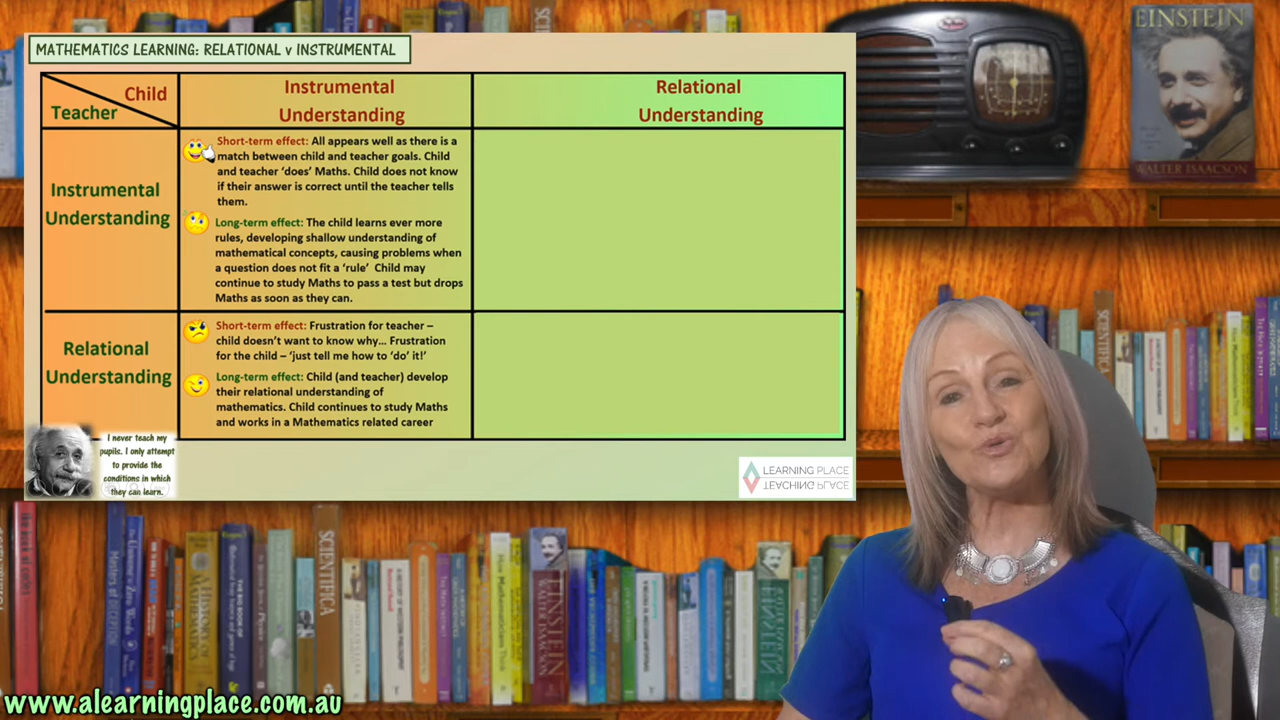 MATHEMATICS LEARNING: RELATIONAL v INSTRUMENTAL
Child
Teacher
Instrumental
Understanding
Relational
Understanding
Instrumental
Understanding
Short-term effect: All appears well as there is a
match between child and teacher goals. Child
and teacher ‘does’ Maths. Child does not know
if their answer is correct until the teacher tells
them.
Long-term effect: The child learns ever more
rules, developing shallow understanding of
mathematical concepts, causing problems when
a question does not fit a ‘rule’ Child may
continue to study Maths to pass a test but drops
Maths as soon as they can.
Relational
Understanding
Short-term effect: Frustration for teacher –
child doesn’t want to know why… Frustration
for the child – ‘just tell me how to ‘do’ it!’
Long-term effect: Child (and teacher) develop
their relational understanding of
mathematics. Child continues to study Maths
and works in a Mathematics related career
I never teach my
pupils. I only attempt
to provide the
conditions in which
they can learn.
LEARNING PLACE
TEACHING PLACE
EINSTEIN
WALTER ISAACSON
SCIENTIFICA
EINSTEIN
WALTER ISAACSON
www.alearningplace.com.au